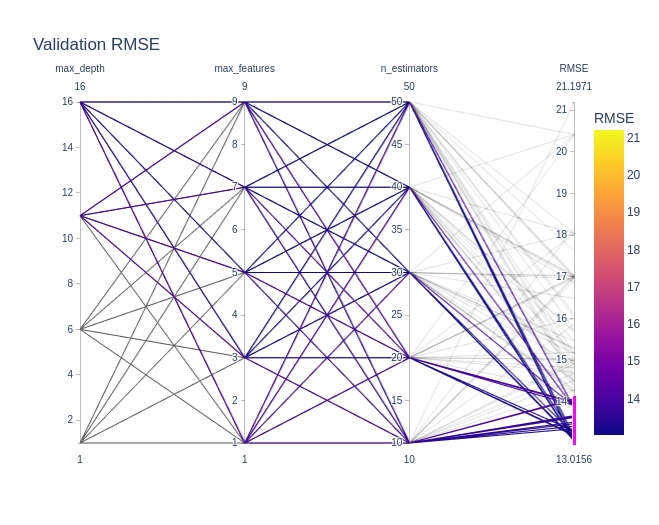 Validation RMSE
max_depth max_features n_estimators RMSE
16 9 50 21.1971
RMSE
16 9 50 21
21
14 8 45 20
20
12 7 40 19
19
10 6 35 18
18
8 5 30 17
17
6 4 25 16
16
4 3 20 15
15
2 2 15 14
14
1 10
1 1 10 13.0156